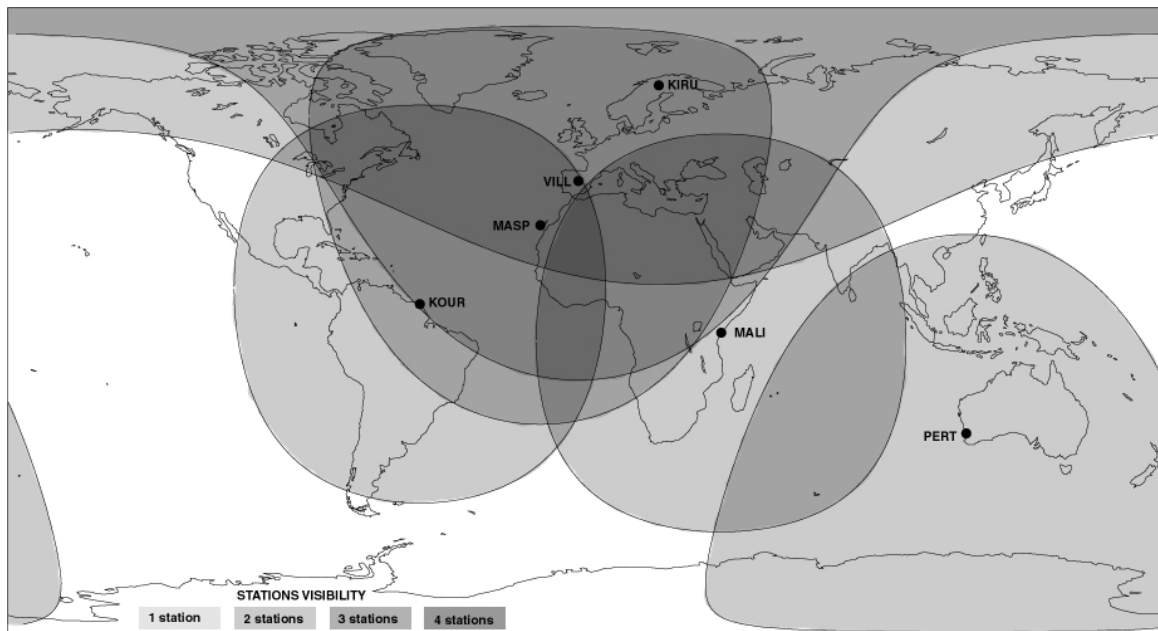 KIRU
VILL
MASP
KOUR
MALI
PERT
STATIONS VISIBILITY
1 station 2 stations 3 stations 4 stations